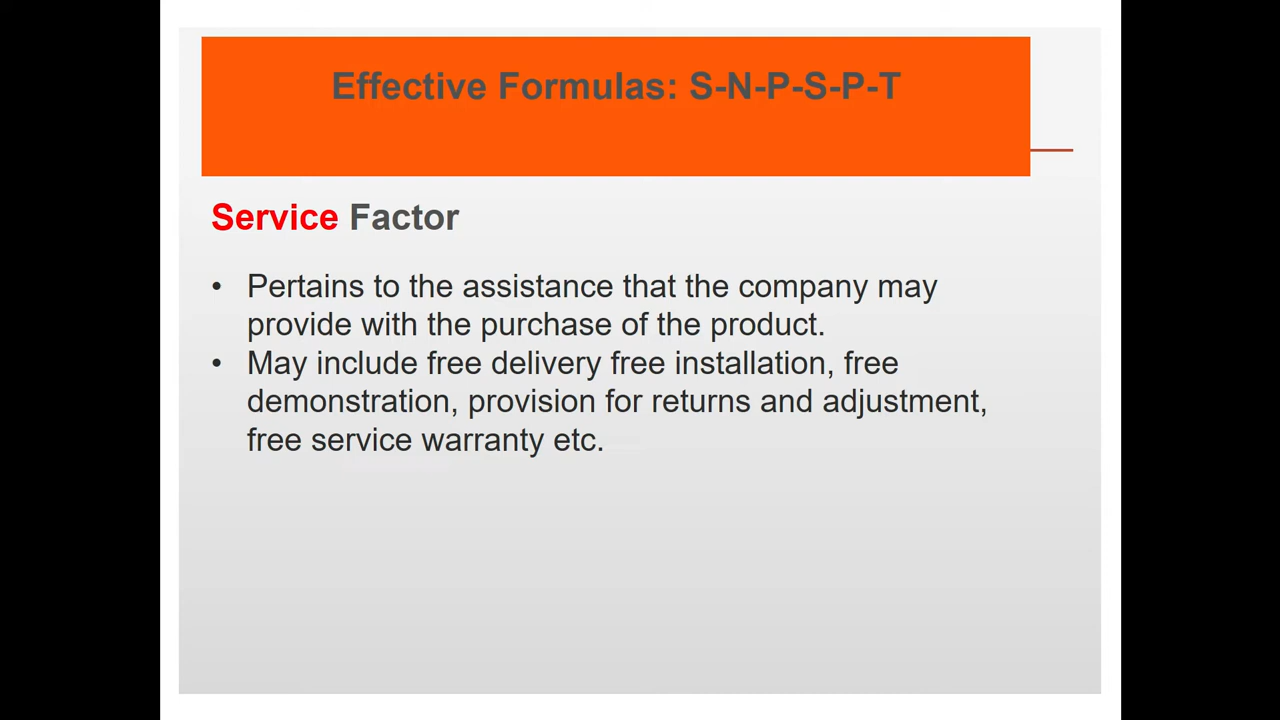 Effective Formulas: S-N-P-S-P-T
Service Factor
• Pertains to the assistance that the company may
provide with the purchase of the product.
• May include free delivery free installation, free
demonstration, provision for returns and adjustment,
free service warranty etc.